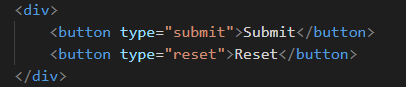 <div>
    <button type="submit">Submit</button>
    <button type="reset">Reset</button>
</div>